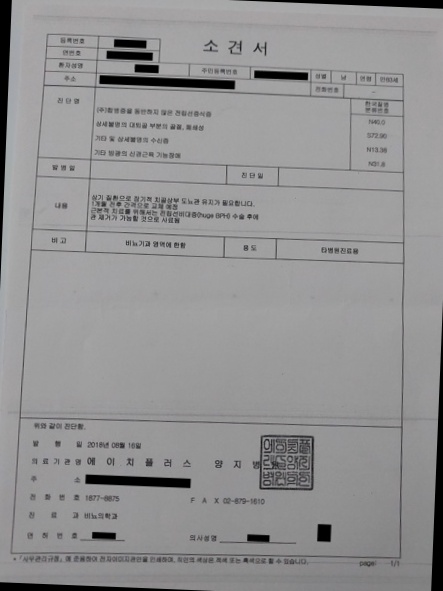 소 견 서
등록번호
연번호
환자성명 주민등록번호 성별 남 연령 만
주소 전화번호
진 단 명 한국질병 분류번호
(주)합병증을 동반하지 않은 전립선증식증 N40.0
상세불명의 대퇴골 부분의 골절, 폐쇄성 S72.90
기타 및 상세불명의 수신증 N13.38
기타 방광의 신경근육 기능장애 N31.8
발 병 일 진 단 일
내용
상기 질환으로 장기적 치골상부 도뇨관 유지가 필요합니다.
1개월 전후 간격으로 교체 예정
근본적 치료를 위해서는 전립선비대증(huge BPH) 수술 후에
관 제거가 가능할 것으로 사료됨
비 고 비뇨기과 영역에 한함 용 도 타병원진료용
위와 같이 진단함.
발 행 일 2018년 08월 16일
의 료 기 관 명 에 이 치 플 러 스 양 지 병
주 소
전 화 번 호 1877-8875 F A X 02-879-1610
진 료 과 비뇨의학과
면 허 번 호 의사성명
page: 1/1